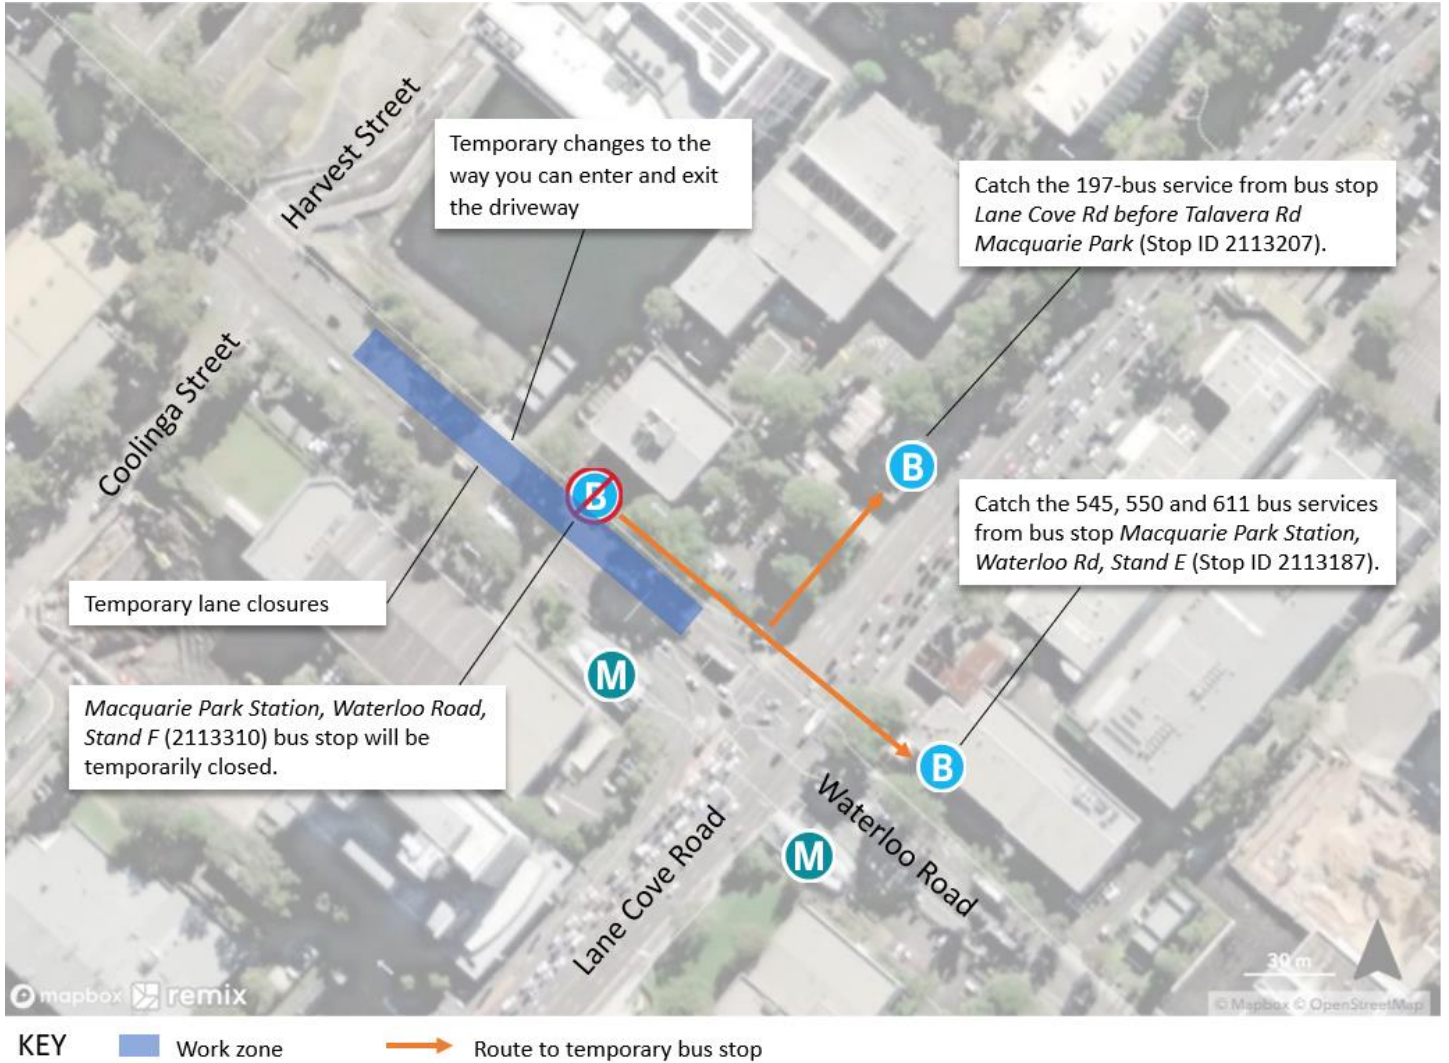 Harvest Street
Temporary changes to the
way you can enter and exit
the driveway
Catch the 197-bus service from bus stop
Lane Cove Rd before Talavera Rd
Macquarie Park (Stop ID 2113207).
Coolinga Street
B
B
Catch the 545, 550 and 611 bus services
from bus stop Macquarie Park Station,
Waterloo Rd, Stand E (Stop ID 2113187).
Temporary lane closures
M
Macquarie Park Station, Waterloo Road,
Stand F (2113310) bus stop will be
temporarily closed.
B
M
Waterloo Road
Lane Cove Road
30 m
mapbox remix
© Mapbox © OpenStreetMap
KEY
Work zone
Route to temporary bus stop